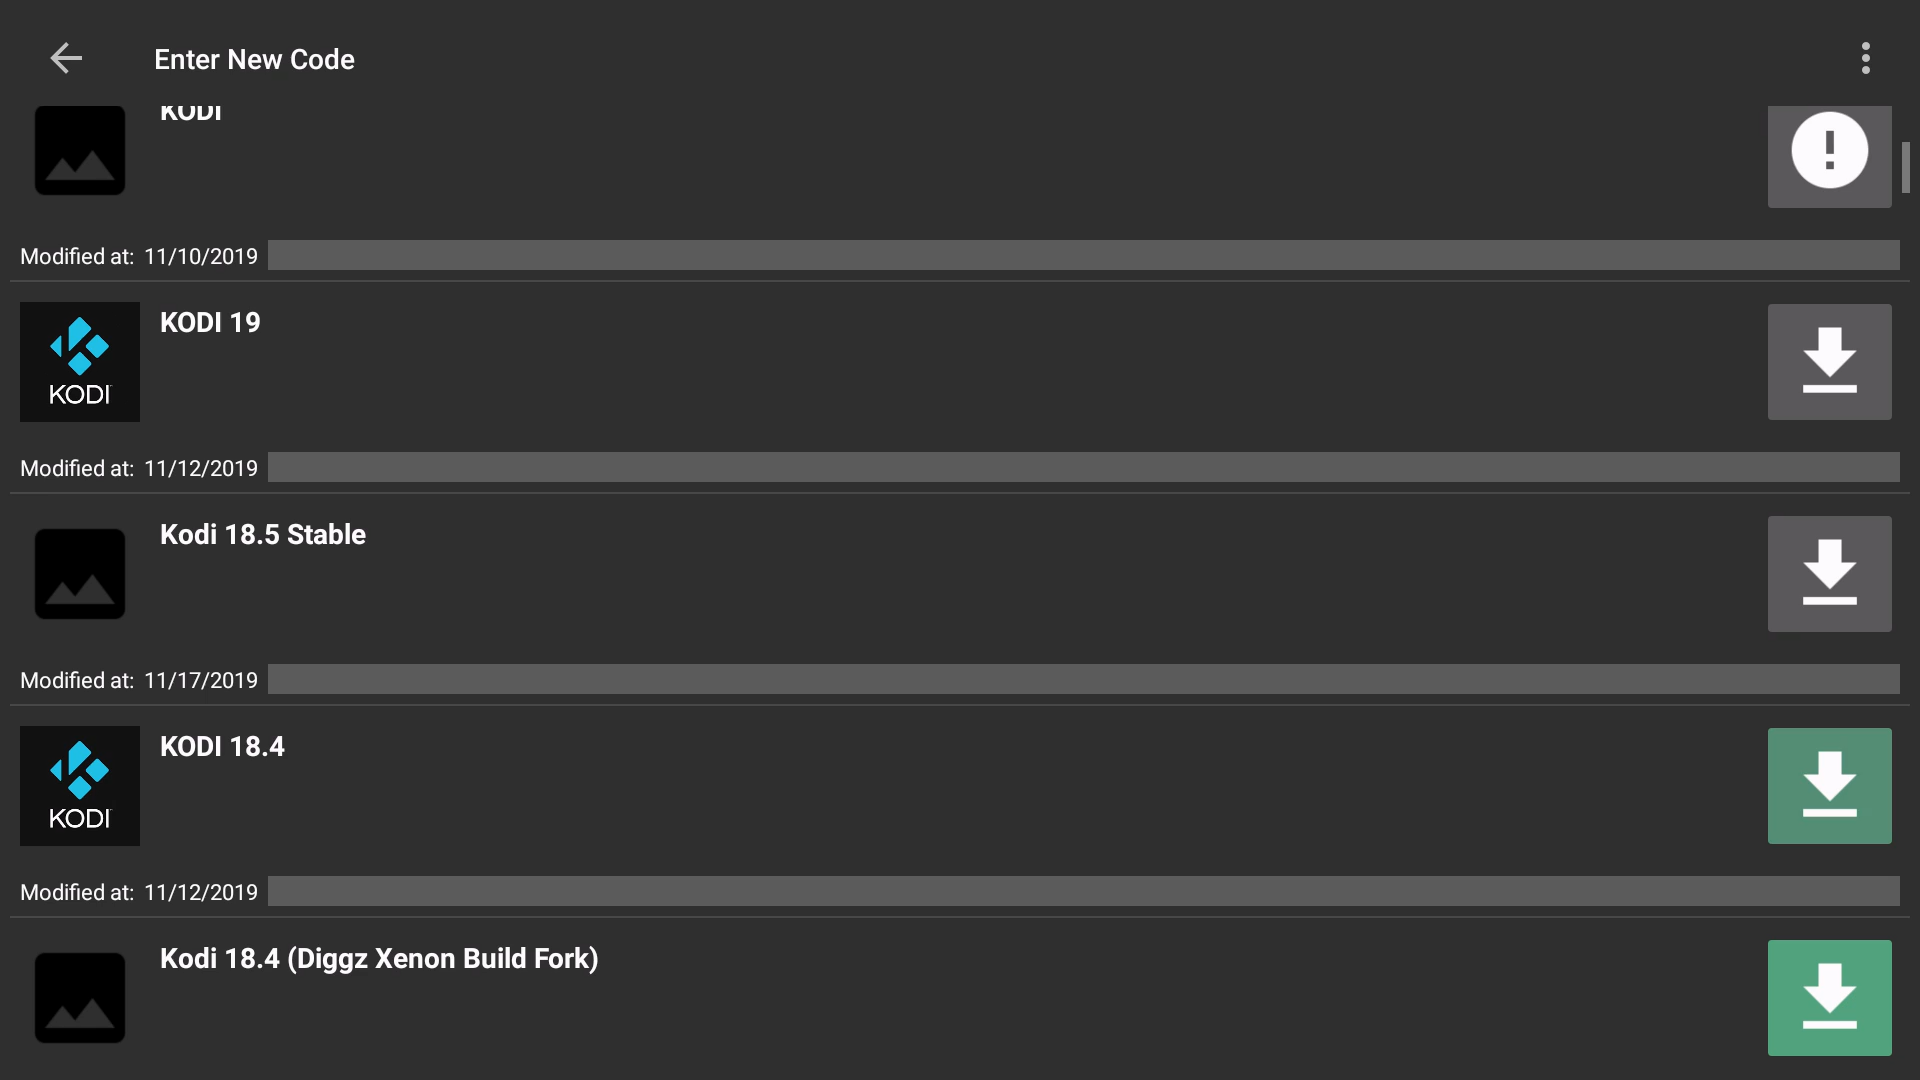 Enter New Code
KODI
Modified at: 11/10/2019
KODI 19
KODI
Modified at: 11/12/2019
Kodi 18.5 Stable
Modified at: 11/17/2019
KODI 18.4
KODI
Modified at: 11/12/2019
Kodi 18.4 (Diggz Xenon Build Fork)